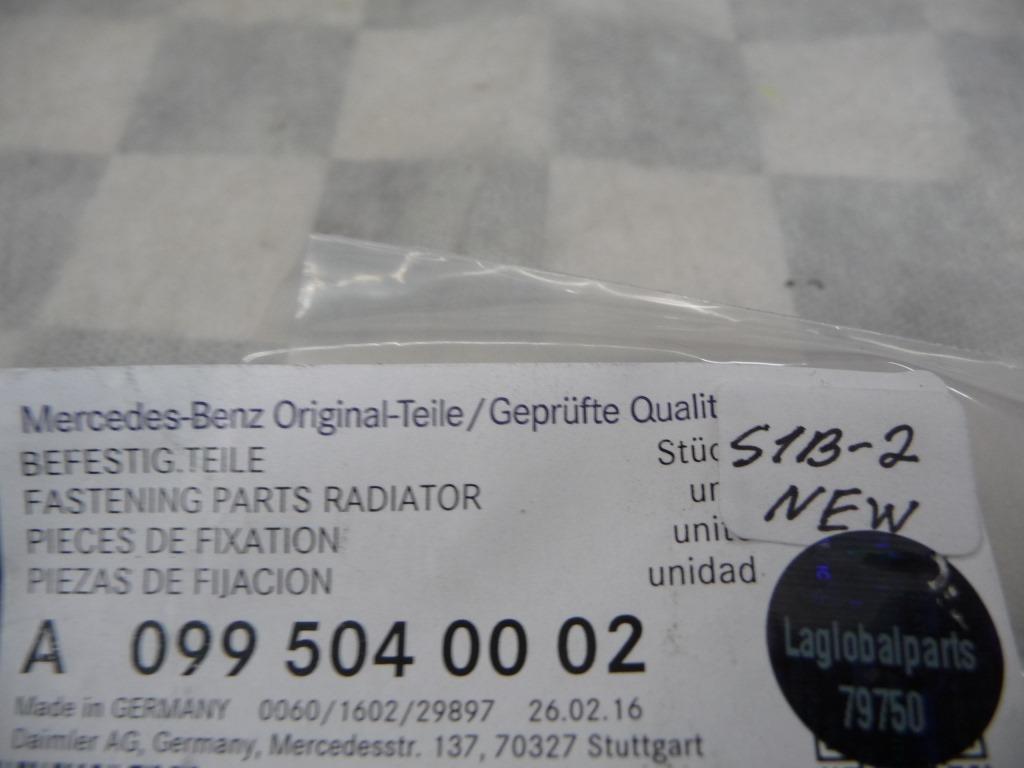 Mercedes-Benz Original-Teile/Geprüfte Qualit
BEFESTIG.TEILE Stüc
FASTENING PARTS RADIATOR
PIECES DE FIXATION
PIEZAS DE FIJACION unidad
S1B-2
NEW
A 099 504 00 02
Made in GERMANY 0060/1602/29897 26.02.16
Daimler AG, Germany, Mercedesstr. 137, 70327 Stuttgart
Laglobalparts
79750